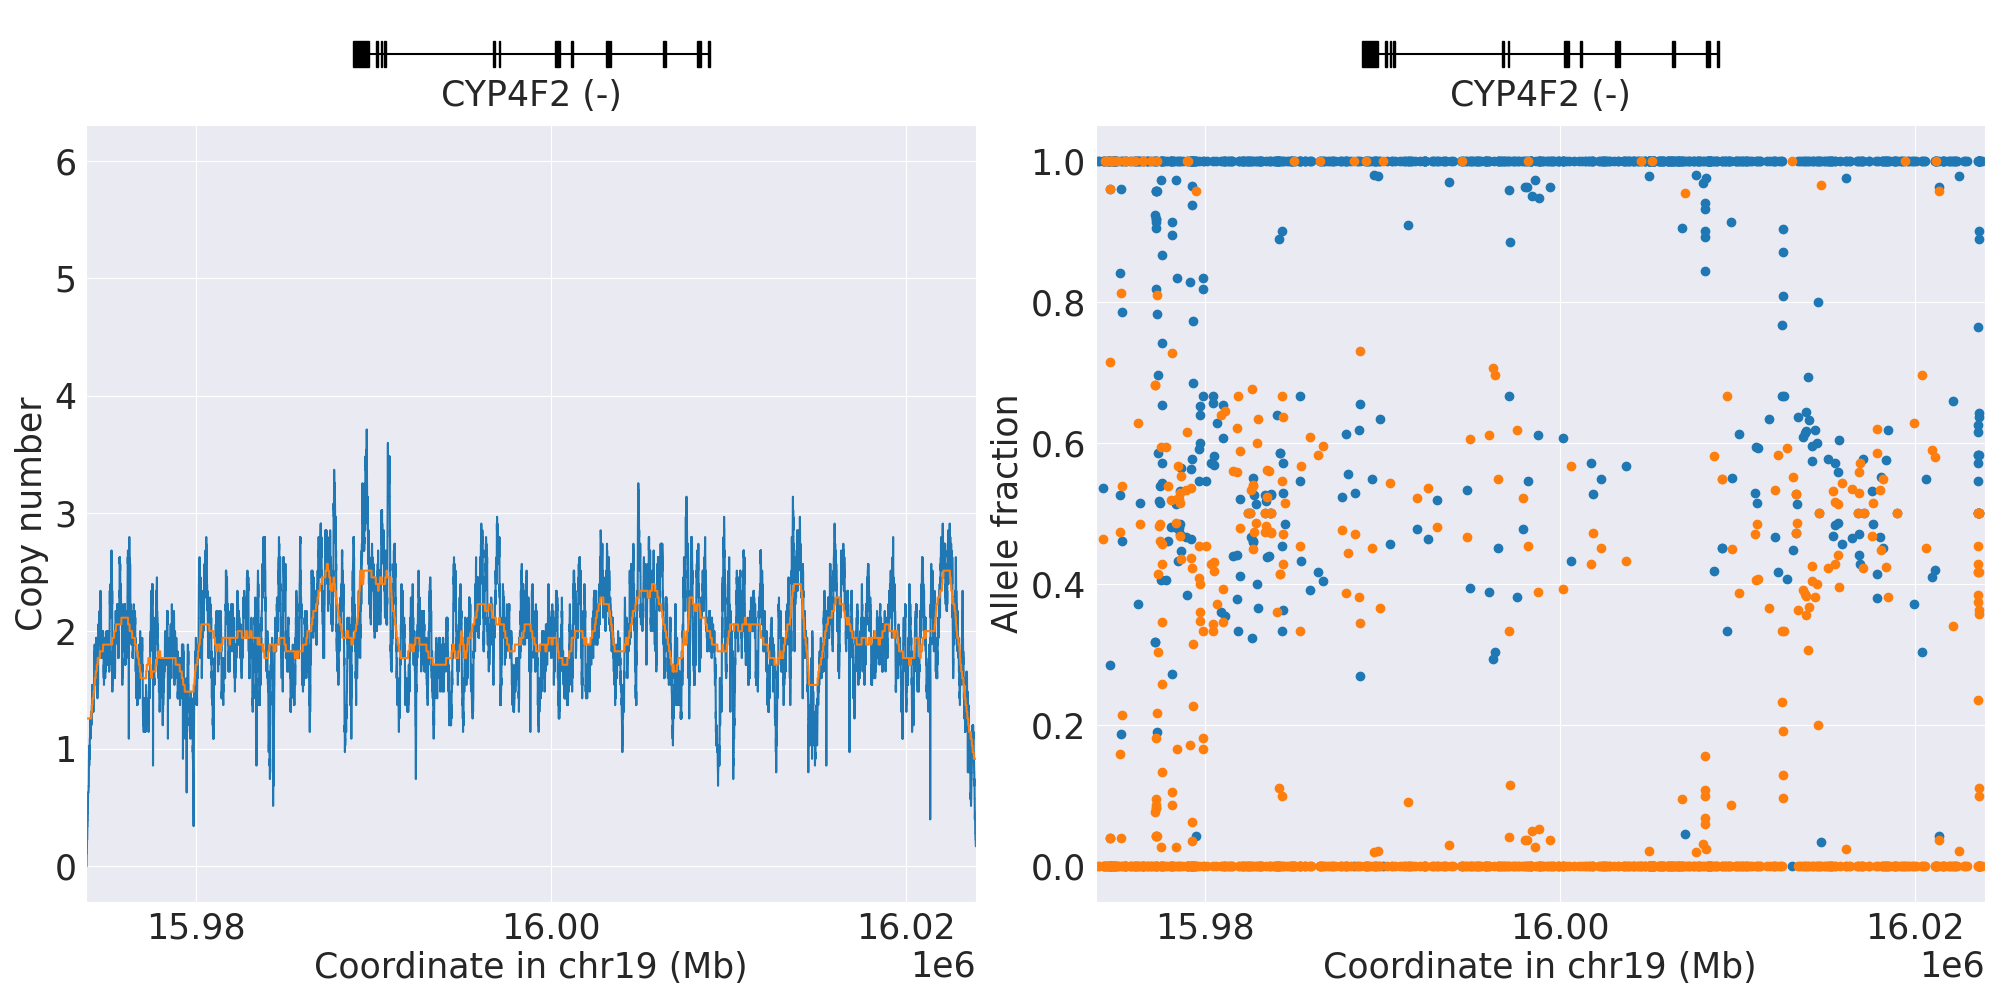 CYP4F2 (-)
Copy number
6
5
4
3
2
1
0
15.98
16.00
16.02
Coordinate in chr19 (Mb)
1e6
CYP4F2 (-)
Allele fraction
1.0
0.8
0.6
0.4
0.2
0.0
15.98
16.00
16.02
Coordinate in chr19 (Mb)
1e6